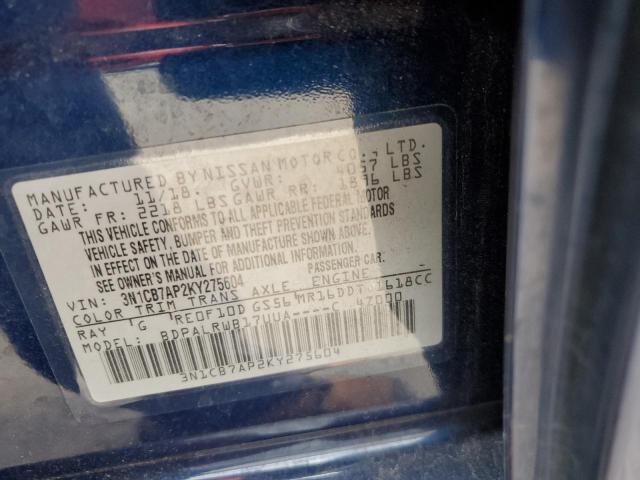 MANUFACTURED BY NISSAN MOTOR CO., LTD.
DATE: 11/18 GVWR: 4057 LBS
GAWR FR: 2218 LBS GAWR RR: 1896 LBS
THIS VEHICLE CONFORMS TO ALL APPLICABLE FEDERAL MOTOR
VEHICLE SAFETY, BUMPER AND THEFT PREVENTION STANDARDS
IN EFFECT ON THE DATE OF MANUFACTURE SHOWN ABOVE.
SEE OWNER'S MANUAL FOR ADDITIONAL INFORMATION.
VIN: 3N1CB7AP2KY275604 PASSENGER CAR
COLOR TRIM TRANS AXLE ENGINE
RAY G RE0F10D GS56 MR16DDT 1618CC
MODEL: BDPALRWB17UUA----C 47000
3N1CB7AP2KY275604